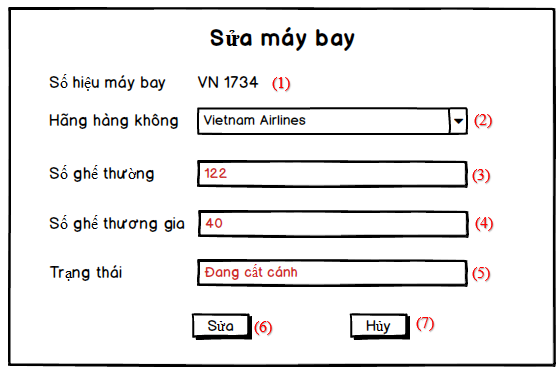 Sửa máy bay
Số hiệu máy bay VN 1734 (1)
Hãng hàng không Vietnam Airlines (2)
Số ghế thường 122 (3)
Số ghế thương gia 40 (4)
Trạng thái Đang cất cánh (5)
Sửa (6) Hủy (7)